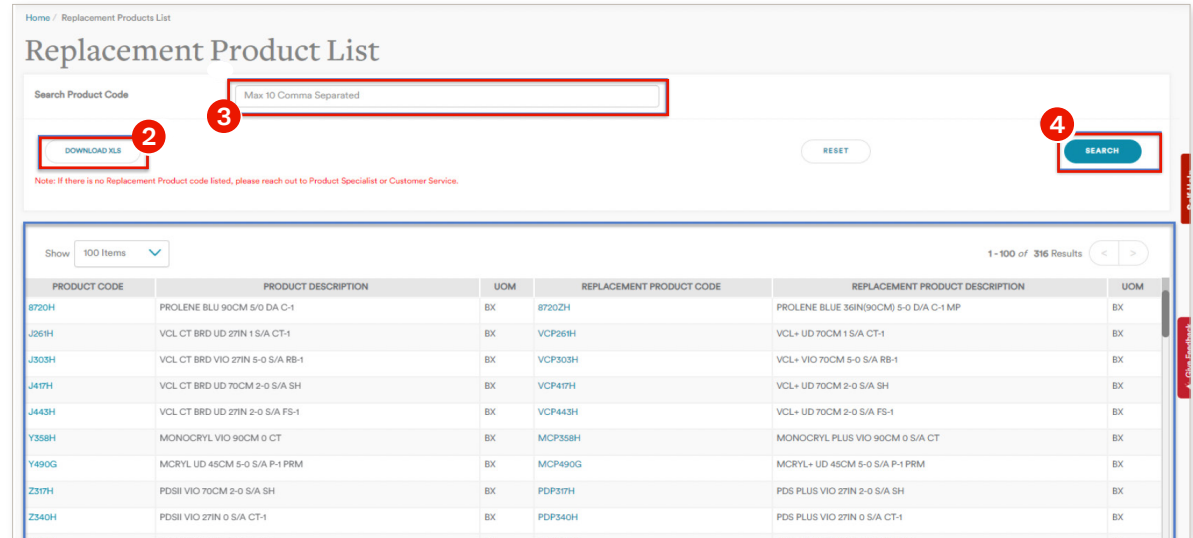 Home / Replacement Products List
Replacement Product List
Search Product Code
Max 10 Comma Separated
3
2
4
DOWNLOAD XLS
RESET
SEARCH
Note: If there is no Replacement Product code listed, please reach out to Product Specialist or Customer Service.
Show 100 Items
1 - 100 of 316 Results < >
PRODUCT CODE PRODUCT DESCRIPTION UOM REPLACEMENT PRODUCT CODE REPLACEMENT PRODUCT DESCRIPTION UOM
8720H PROLENE BLU 90CM 5/0 DA C-1 BX 8720ZH PROLENE BLUE 36IN(90CM) 5-0 D/A C-1 MP BX
J261H VCL CT BRD UD 27IN 1 S/A CT-1 BX VCP261H VCL+ UD 70CM 1 S/A CT-1 BX
J303H VCL CT BRD VIO 27IN 5-0 S/A RB-1 BX VCP303H VCL+ VIO 70CM 5-0 S/A RB-1 BX
J417H VCL CT BRD UD 70CM 2-0 S/A SH BX VCP417H VCL+ UD 70CM 2-0 S/A SH BX
J443H VCL CT BRD UD 27IN 2-0 S/A FS-1 BX VCP443H VCL+ UD 70CM 2-0 S/A FS-1 BX
Y358H MONOCRYL VIO 90CM 0 CT BX MCP358H MONOCRYL PLUS VIO 90CM 0 S/A CT BX
Y490G MCRYL UD 45CM 5-0 S/A P-1 PRM BX MCP490G MCRYL+ UD 45CM 5-0 S/A P-1 PRM BX
Z317H PDSII VIO 70CM 2-0 S/A SH BX PDP317H PDS PLUS VIO 27IN 2-0 S/A SH BX
Z340H PDSII VIO 27IN 0 S/A CT-1 BX PDP340H PDS PLUS VIO 27IN 0 S/A CT-1 BX